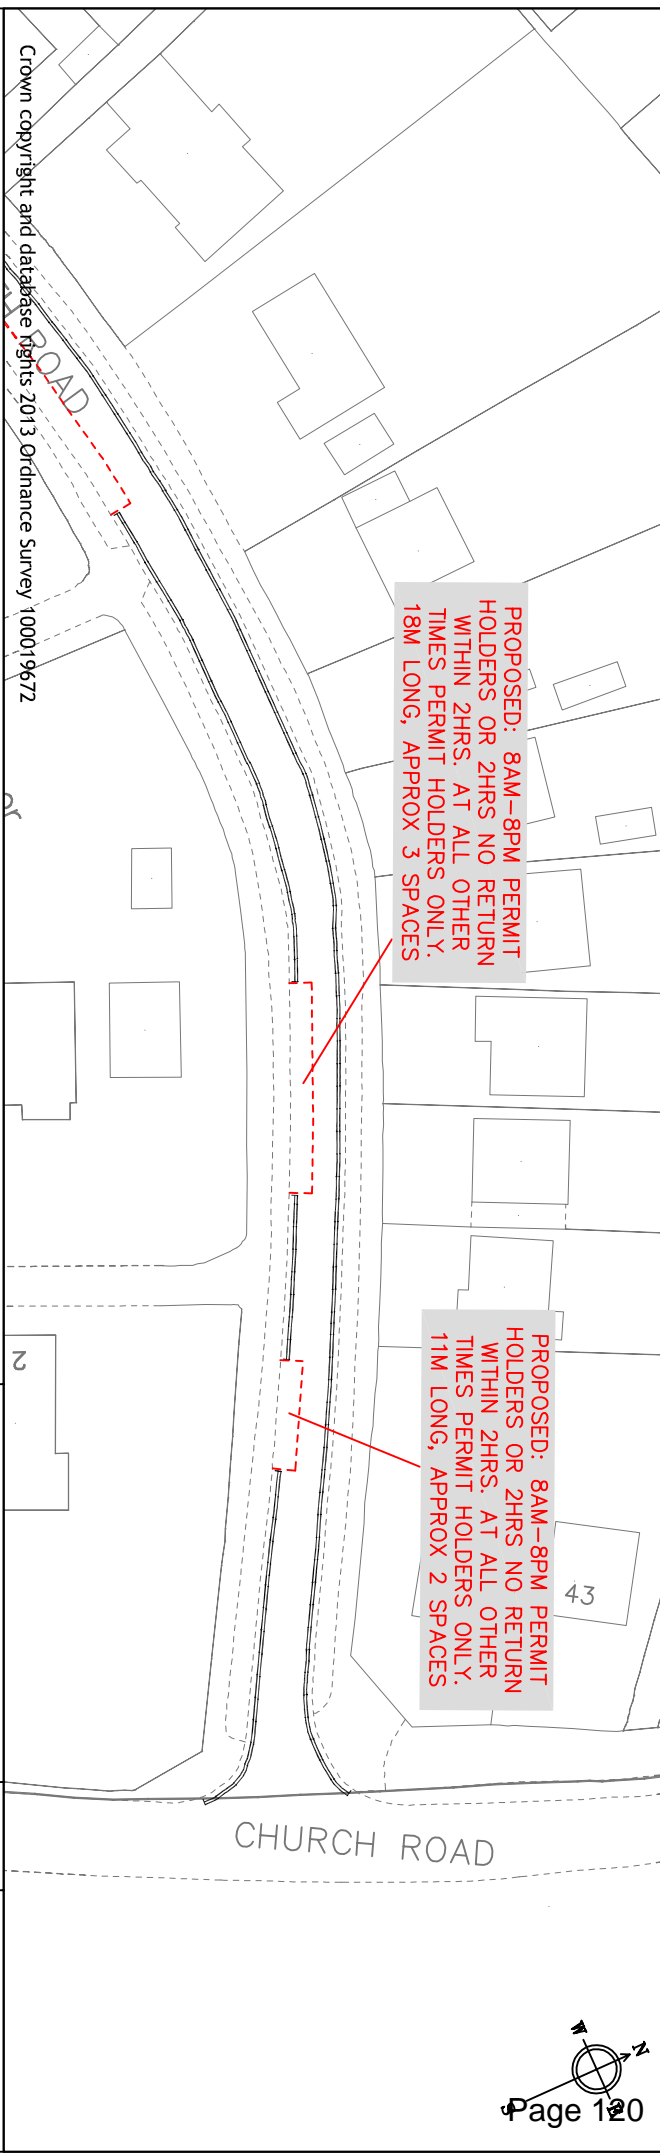 Crown copyright and database rights 2013 Ordnance Survey 100019672
TH ROAD
or
PROPOSED: 8AM-8PM PERMIT
HOLDERS OR 2HRS NO RETURN
WITHIN 2HRS. AT ALL OTHER
TIMES PERMIT HOLDERS ONLY.
18M LONG, APPROX 3 SPACES
PROPOSED: 8AM-8PM PERMIT
HOLDERS OR 2HRS NO RETURN
WITHIN 2HRS. AT ALL OTHER
TIMES PERMIT HOLDERS ONLY.
11M LONG, APPROX 2 SPACES
2
43
CHURCH ROAD
N
W
E
S
Page 120